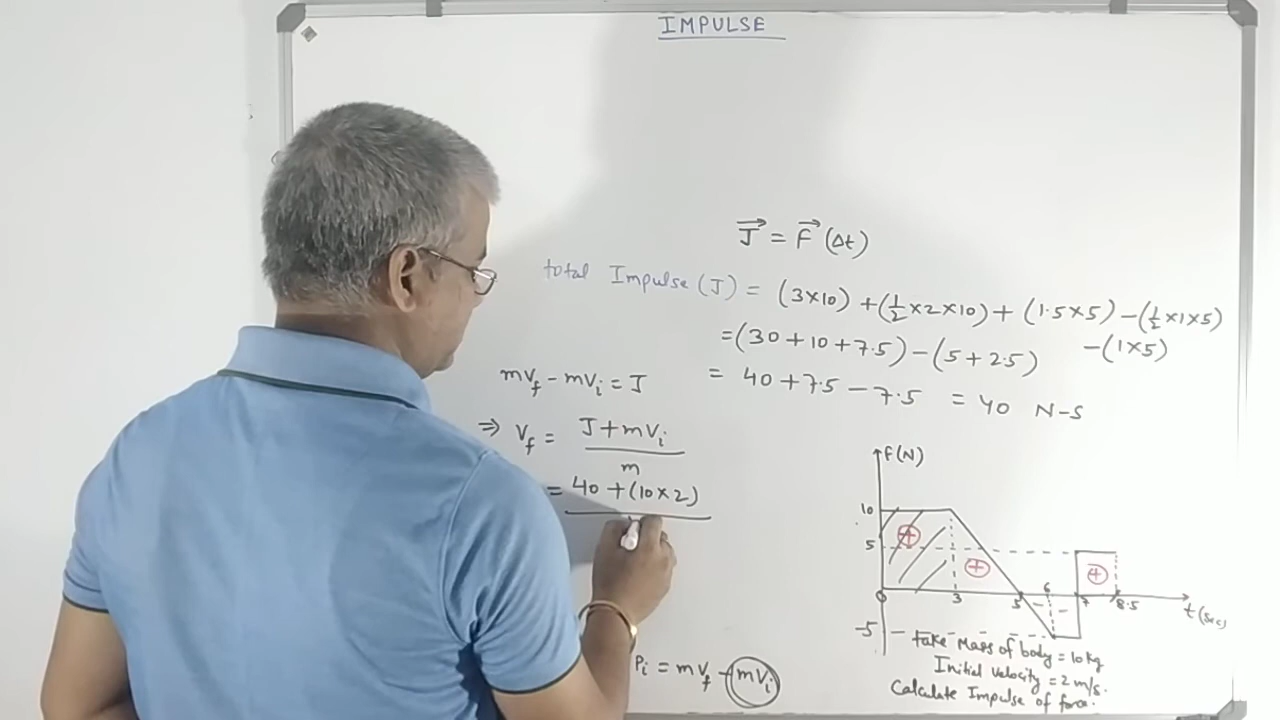 IMPULSE
J⃗ = F⃗ (Δt)
total Impulse (J) = (3×10) + (½×2×10) + (1.5×5) − (½×1×5)
− (1×5)
= (30 + 10 + 7.5) − (5 + 2.5)
= 40 + 7.5 − 7.5 = 40 N-S
mVf − mVi = J
⇒ Vf = J + mVi / m
= 40 + (10×2)
Pi = mVf − mVi
F(N)
10
5
0
-5
+
+
+
3
5
6
7
8.5
t (sec)
−
−
Take Mass of body = 10 kg
Initial velocity = 2 m/s.
Calculate Impulse of force.